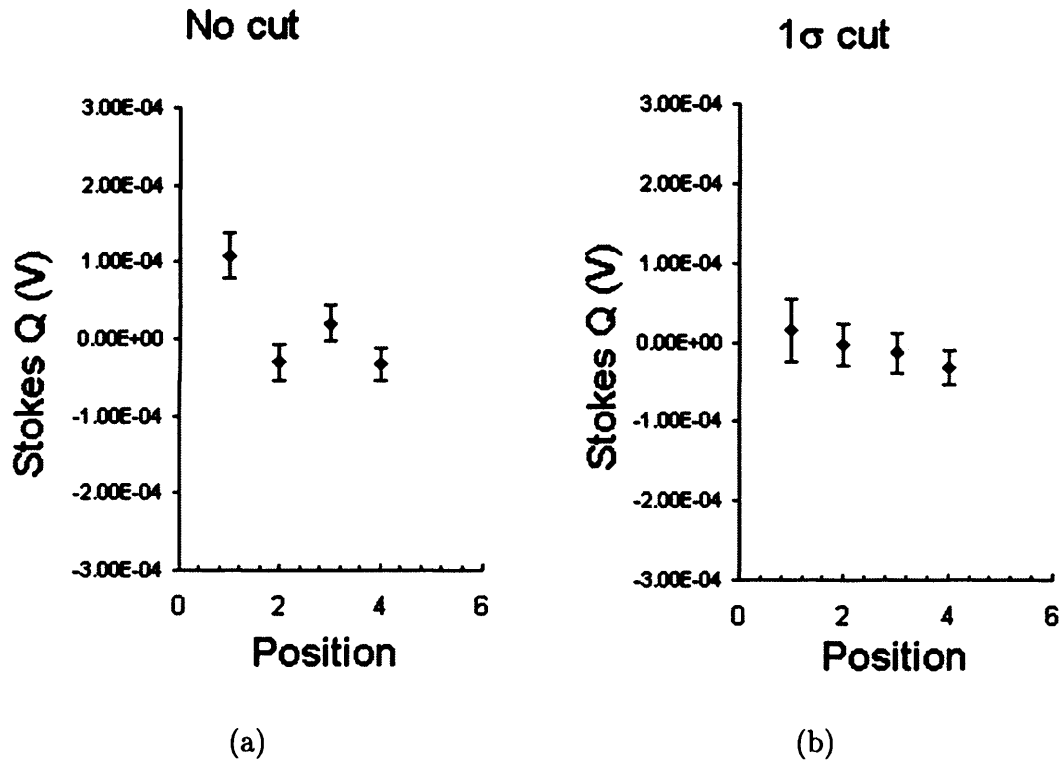 No cut
3.00E-04
2.00E-04
1.00E-04
0.00E+00
-1.00E-04
-2.00E-04
-3.00E-04
Stokes Q (V)
0 2 4 6
Position
(a)
1σ cut
3.00E-04
2.00E-04
1.00E-04
0.00E+00
-1.00E-04
-2.00E-04
-3.00E-04
Stokes Q (V)
0 2 4 6
Position
(b)